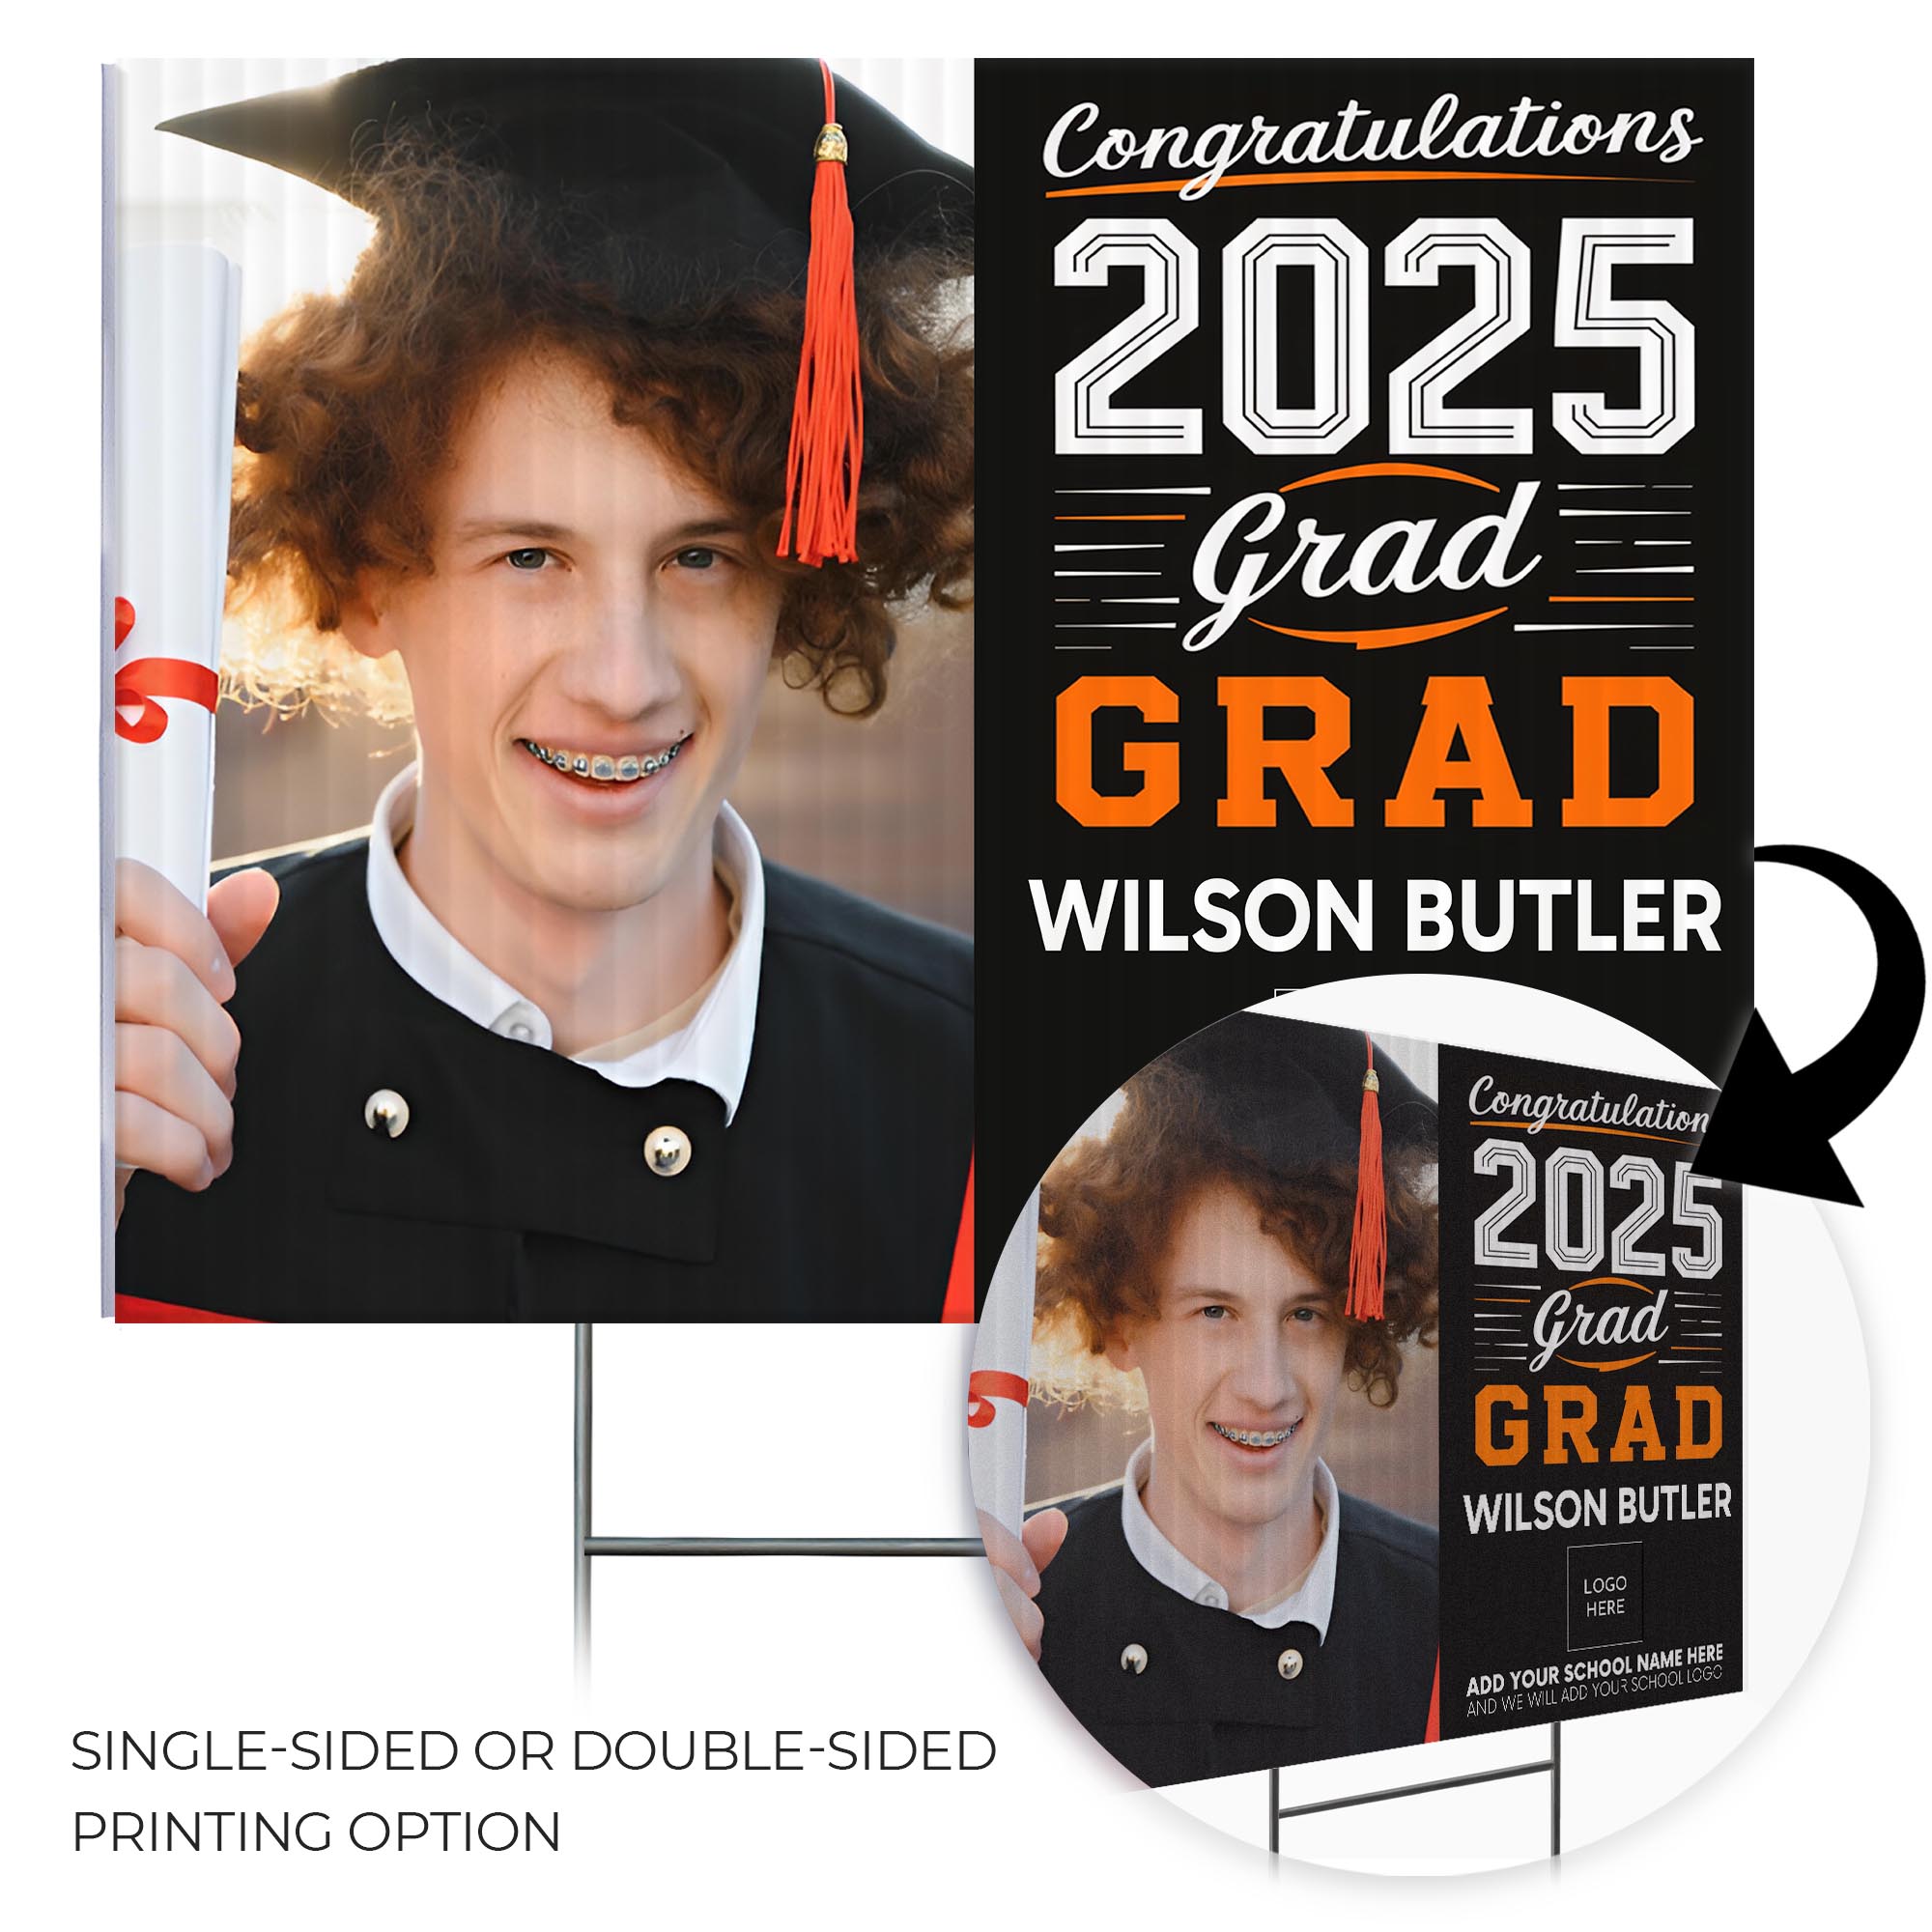 Congratulations
2025
Grad
GRAD
WILSON BUTLER
Congratulation
2025
Grad
GRAD
WILSON BUTLER
LOGO
HERE
ADD YOUR SCHOOL NAME HERE
AND WE WILL ADD YOUR SCHOOL LOGO
SINGLE-SIDED OR DOUBLE-SIDED
PRINTING OPTION